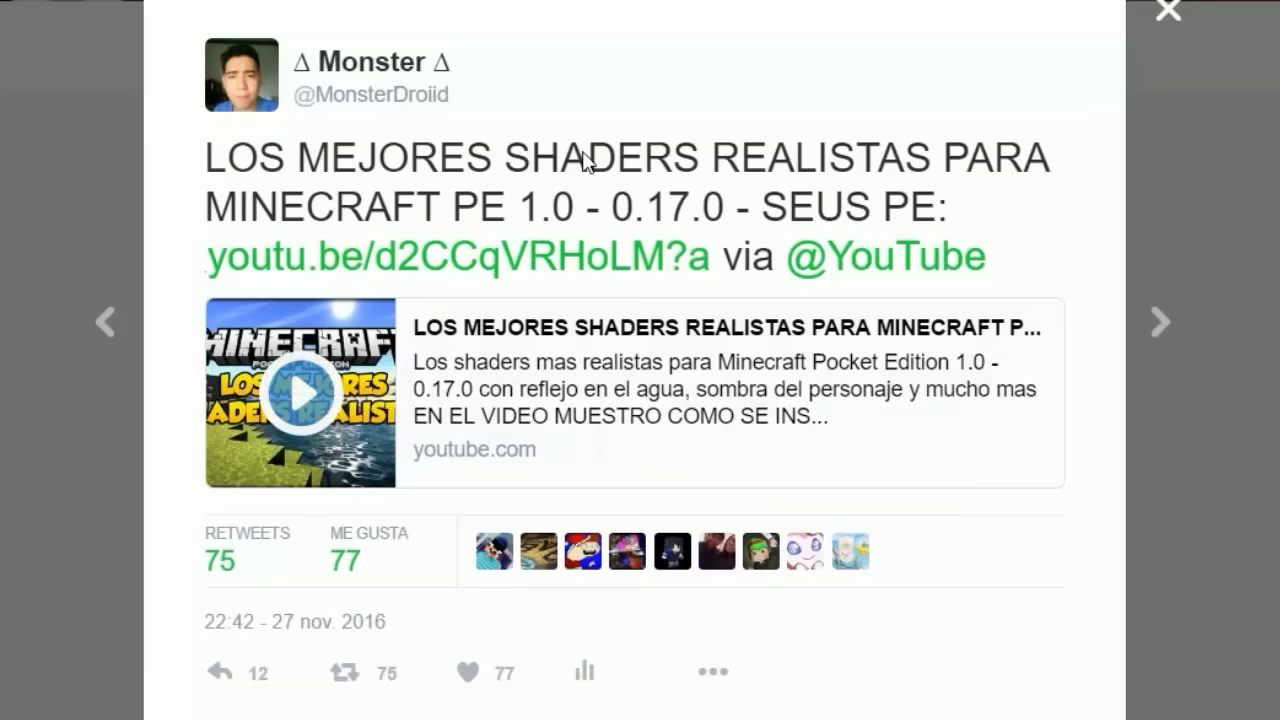 Δ Monster Δ
@MonsterDroiid
LOS MEJORES SHADERS REALISTAS PARA
MINECRAFT PE 1.0 - 0.17.0 - SEUS PE:
youtu.be/d2CCqVRHoLM?a via @YouTube
MINECRAFT
LOS MEJORES
LOS MEJORES SHADERS REALISTAS PARA MINECRAFT P...
Los shaders mas realistas para Minecraft Pocket Edition 1.0 -
0.17.0 con reflejo en el agua, sombra del personaje y mucho mas
EN EL VIDEO MUESTRO COMO SE INS...
youtube.com
RETWEETS
ME GUSTA
75
77
22:42 - 27 nov. 2016
12
75
77